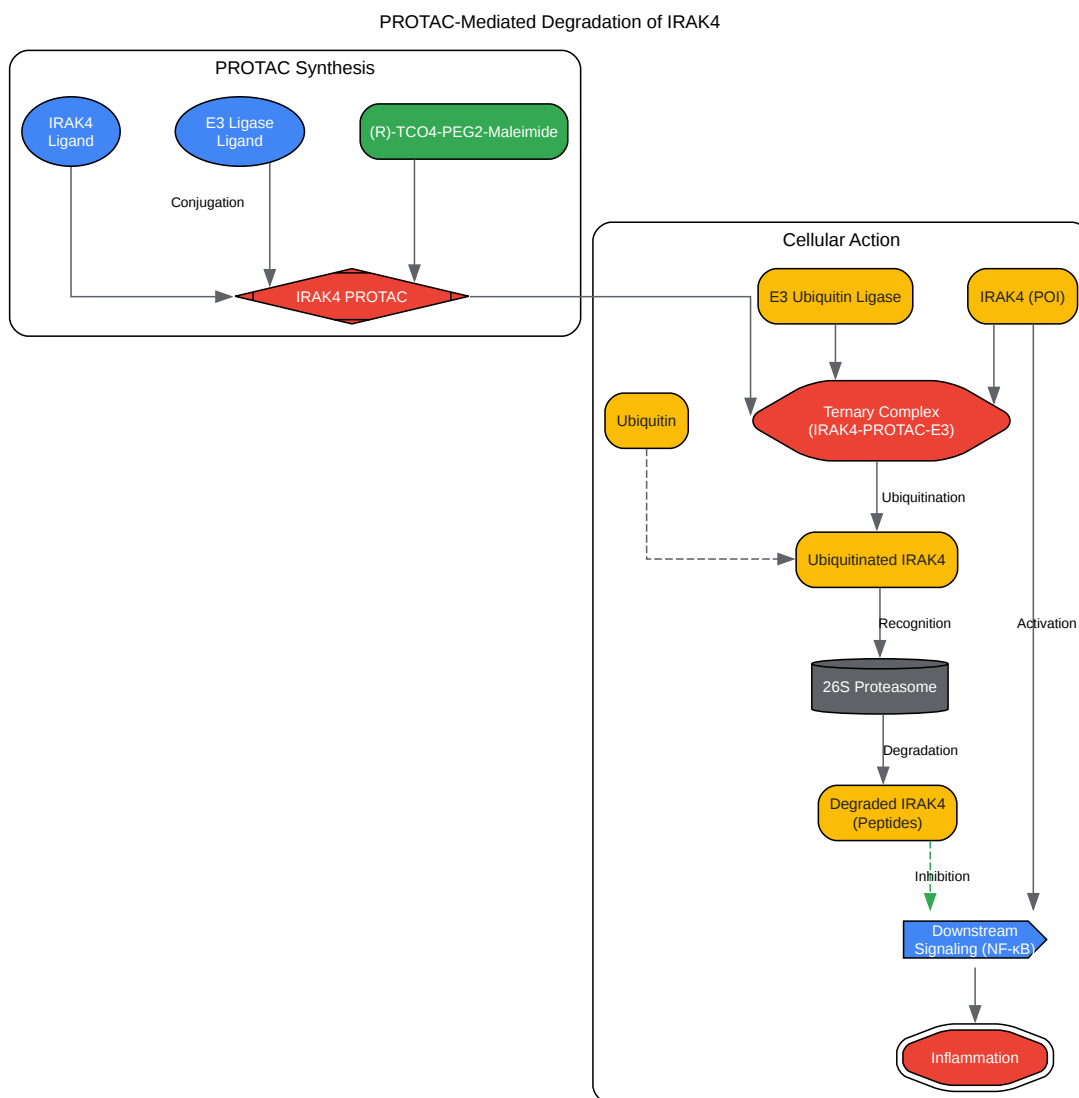 PROTAC-Mediated Degradation of IRAK4
PROTAC Synthesis
IRAK4
Ligand
E3 Ligase
Ligand
(R)-TCO4-PEG2-Maleimide
Conjugation
IRAK4 PROTAC
Cellular Action
E3 Ubiquitin Ligase
IRAK4 (POI)
Ubiquitin
Ternary Complex
(IRAK4-PROTAC-E3)
Ubiquitination
Ubiquitinated IRAK4
Recognition
Activation
26S Proteasome
Degradation
Degraded IRAK4
(Peptides)
Inhibition
Downstream
Signaling (NF-κB)
Inflammation